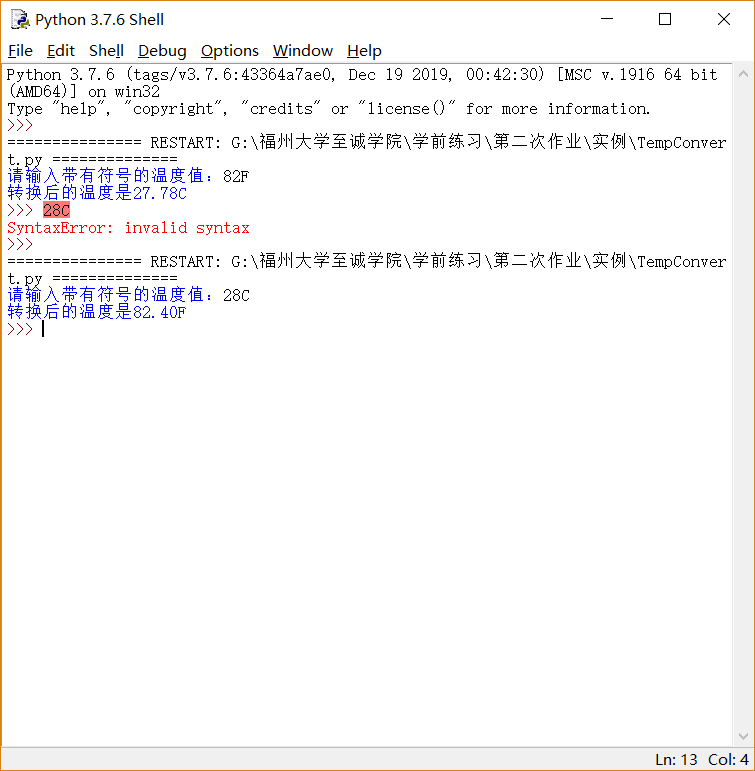 Python 3.7.6 Shell
File Edit Shell Debug Options Window Help
Python 3.7.6 (tags/v3.7.6:43364a7ae0, Dec 19 2019, 00:42:30) [MSC v.1916 64 bit
(AMD64)] on win32
Type "help", "copyright", "credits" or "license()" for more information.
>>>
=============== RESTART: G:\福州大学至诚学院\学前练习\第二次作业\实例\TempConver
t.py ==============
请输入带有符号的温度值：82F
转换后的温度是27.78C
>>> 28C
SyntaxError: invalid syntax
>>>
=============== RESTART: G:\福州大学至诚学院\学前练习\第二次作业\实例\TempConver
t.py ==============
请输入带有符号的温度值：28C
转换后的温度是82.40F
>>>
Ln: 13 Col: 4